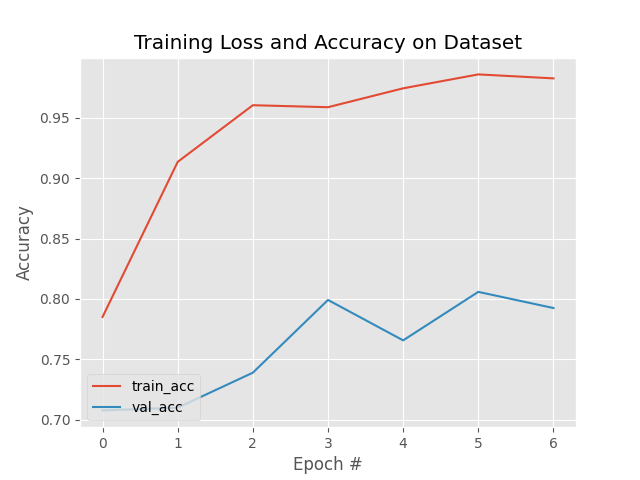 Training Loss and Accuracy on Dataset
Accuracy
0.95
0.90
0.85
0.80
0.75
0.70
train_acc
val_acc
0 1 2 3 4 5 6
Epoch #